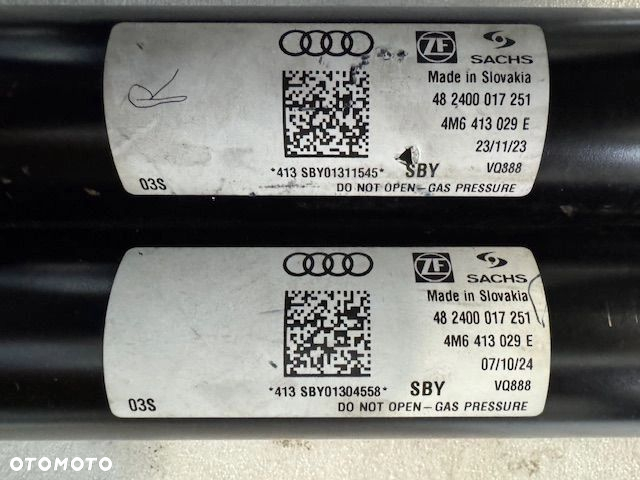 R
ZF SACHS
Made in Slovakia
48 2400 017 251
4M6 413 029 E
23/11/23
*413 SBY01311545* SBY VQ888
03S DO NOT OPEN-GAS PRESSURE
ZF SACHS
Made in Slovakia
48 2400 017 251
4M6 413 029 E
07/10/24
*413 SBY01304558* SBY VQ888
03S DO NOT OPEN-GAS PRESSURE
OTOMOTO